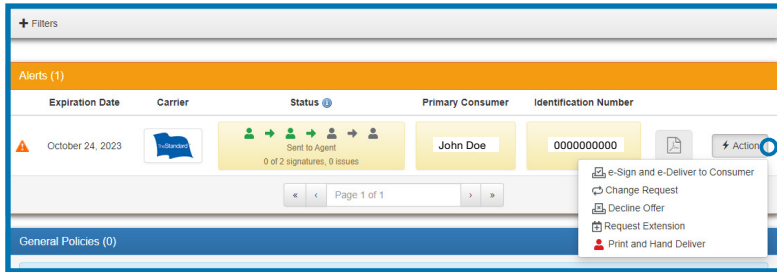 Filters
Alerts (1)
Expiration Date Carrier Status Primary Consumer Identification Number
October 24, 2023 The Standard Sent to Agent John Doe 0000000000 Action
0 of 2 signatures, 0 issues
e-Sign and e-Deliver to Consumer
Change Request
Decline Offer
Request Extension
Print and Hand Deliver
« ‹ Page 1 of 1 › »
General Policies (0)